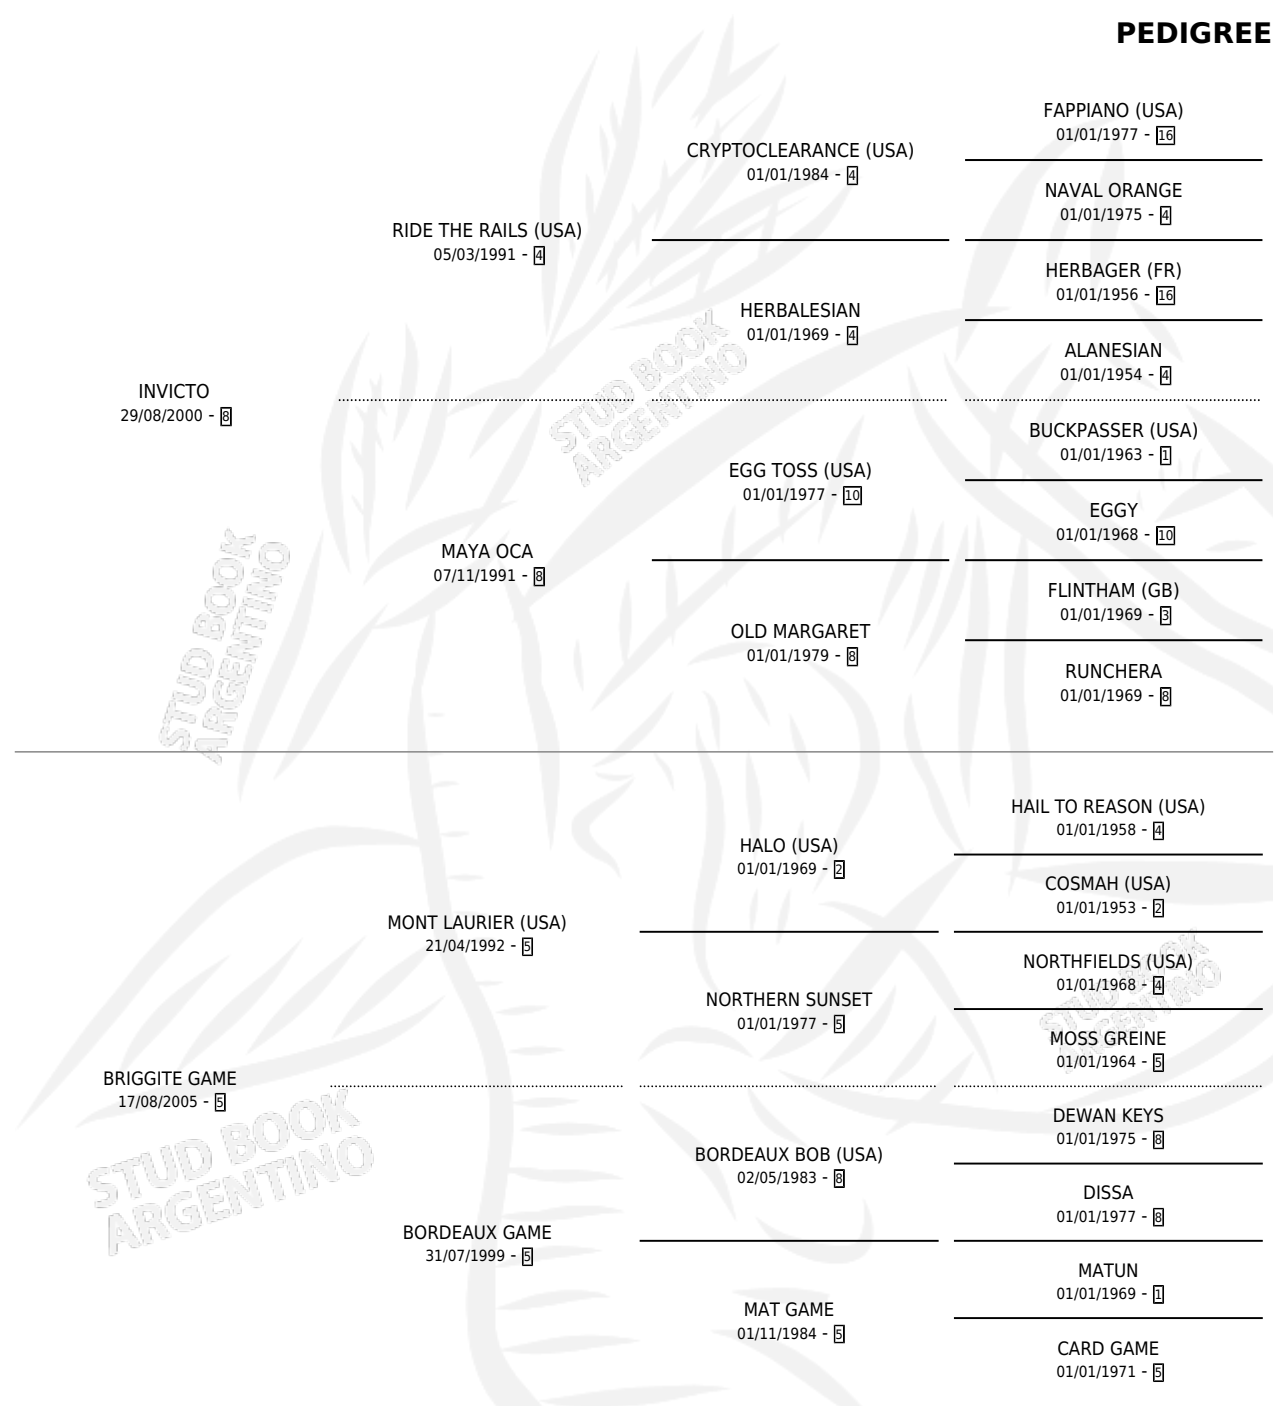 PEDIGREE
FAPPIANO (USA)
01/01/1977 - 16
CRYPTOCLEARANCE (USA)
01/01/1984 - 4
NAVAL ORANGE
01/01/1975 - 4
RIDE THE RAILS (USA)
05/03/1991 - 4
HERBAGER (FR)
01/01/1956 - 16
HERBALESIAN
01/01/1969 - 4
ALANESIAN
01/01/1954 - 4
INVICTO
29/08/2000 - 8
BUCKPASSER (USA)
01/01/1963 - 1
EGG TOSS (USA)
01/01/1977 - 10
EGGY
01/01/1968 - 10
MAYA OCA
07/11/1991 - 8
FLINTHAM (GB)
01/01/1969 - 3
OLD MARGARET
01/01/1979 - 8
RUNCHERA
01/01/1969 - 8
STUD BOOK
ARGENTINO
STUD BOOK
ARGENTINO
HAIL TO REASON (USA)
01/01/1958 - 4
HALO (USA)
01/01/1969 - 2
COSMAH (USA)
01/01/1953 - 2
MONT LAURIER (USA)
21/04/1992 - 5
NORTHFIELDS (USA)
01/01/1968 - 4
NORTHERN SUNSET
01/01/1977 - 5
MOSS GREINE
01/01/1964 - 5
BRIGGITE GAME
17/08/2005 - 5
DEWAN KEYS
01/01/1975 - 8
BORDEAUX BOB (USA)
02/05/1983 - 8
DISSA
01/01/1977 - 8
BORDEAUX GAME
31/07/1999 - 5
MATUN
01/01/1969 - 1
MAT GAME
01/11/1984 - 5
CARD GAME
01/01/1971 - 5
STUD BOOK
ARGENTINO
STUD BOOK
ARGENTINO